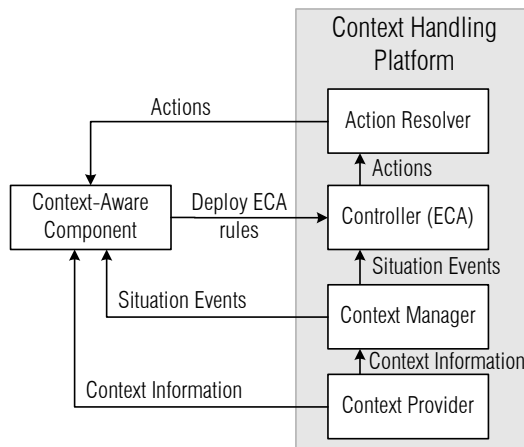 Context Handling
Platform
Actions
Action Resolver
Actions
Context-Aware
Component
Deploy ECA
rules
Controller (ECA)
Situation Events
Situation Events
Context Manager
Context Information
Context Information
Context Provider